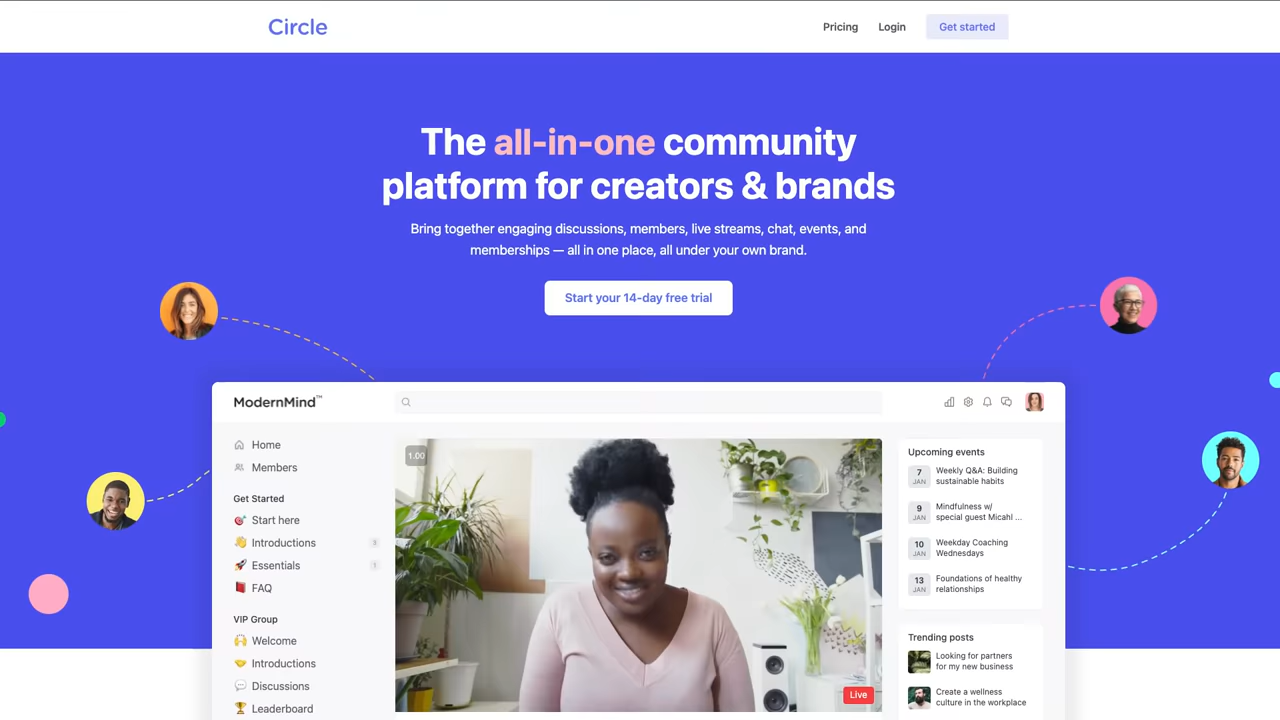 Circle
Pricing
Login
Get started
The all-in-one community
platform for creators & brands
Bring together engaging discussions, members, live streams, chat, events, and
memberships — all in one place, all under your own brand.
Start your 14-day free trial
ModernMind™
Home
Members
Get Started
Start here
Introductions 3
Essentials 1
FAQ
VIP Group
Welcome
Introductions
Discussions
Leaderboard
1.00
Live
Upcoming events
7
JAN
Weekly Q&A: Building
sustainable habits
9
JAN
Mindfulness w/
special guest Micahl ...
10
JAN
Weekday Coaching
Wednesdays
13
JAN
Foundations of healthy
relationships
Trending posts
Looking for partners
for my new business
Create a wellness
culture in the workplace